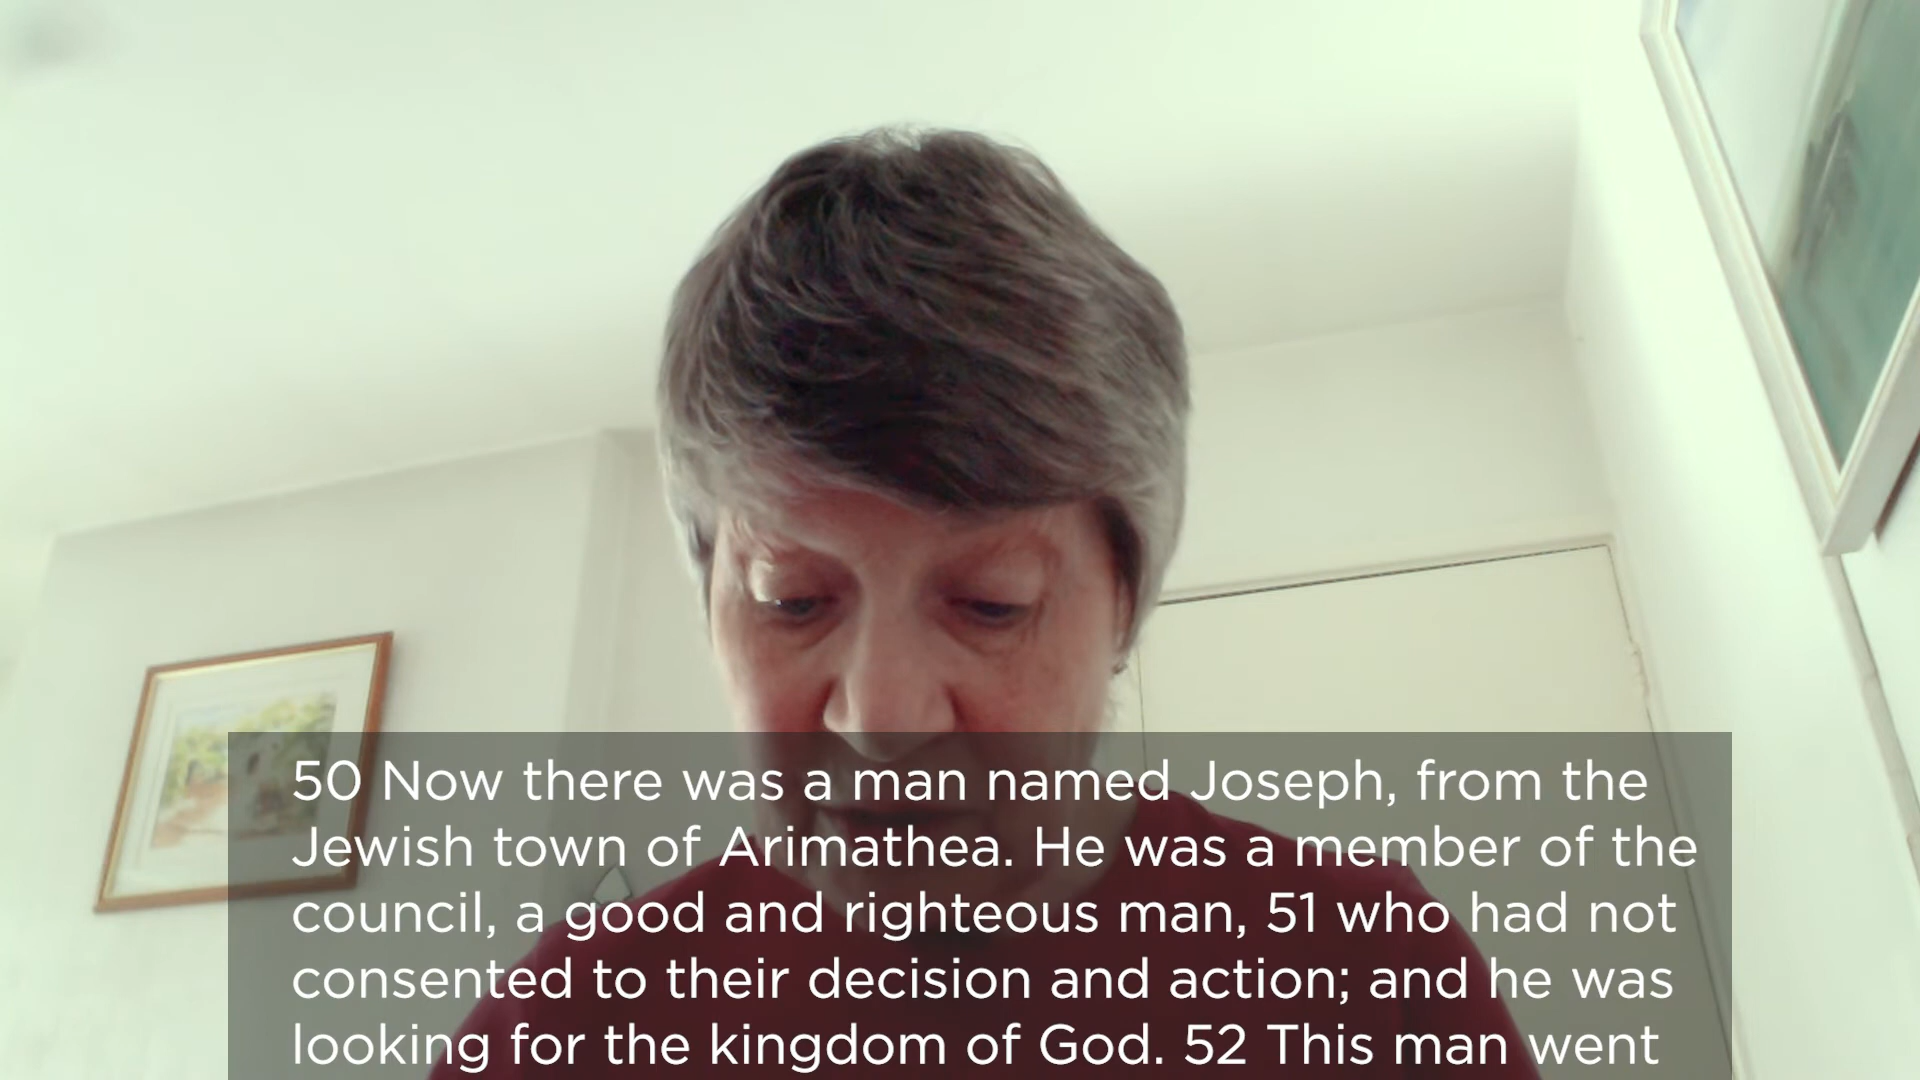 50 Now there was a man named Joseph, from the
Jewish town of Arimathea. He was a member of the
council, a good and righteous man, 51 who had not
consented to their decision and action; and he was
looking for the kingdom of God. 52 This man went